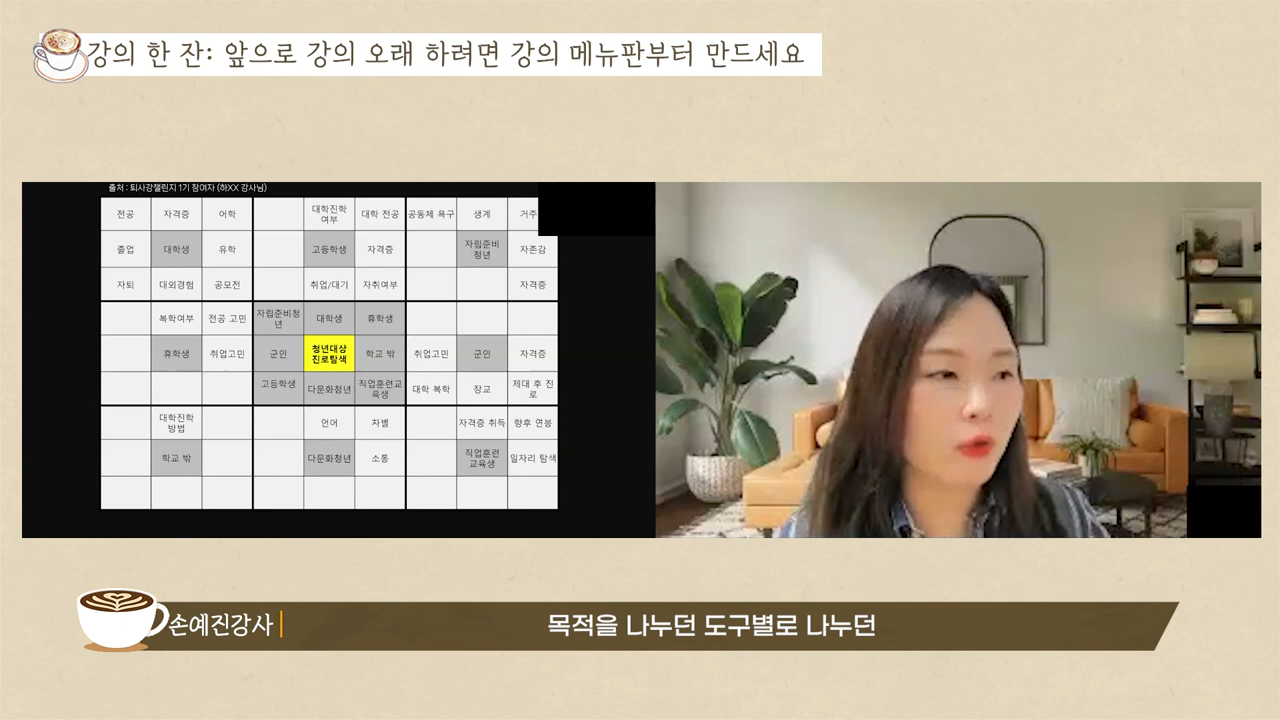 강의 한 잔: 앞으로 강의 오래 하려면 강의 메뉴판부터 만드세요
출처 : 퇴사강챌린지 1기 참여자 (하XX 강사님)
전공 자격증 어학 대학진학 여부 대학 전공 공동체 욕구 생계 거주
졸업 대학생 유학 고등학생 자격증 자립준비 청년 자존감
자퇴 대외경험 공모전 취업/대기 자취여부 자격증
복학여부 전공 고민 자립준비청 년 대학생 휴학생
휴학생 취업고민 군인 청년대상 진로탐색 학교 밖 취업고민 군인 자격증
고등학생 다문화청년 직업훈련교 육생 대학 복학 장교 제대 후 진 로
대학진학 방법 언어 차별 자격증 취득 향후 연봉
학교 밖 다문화청년 소통 직업훈련 교육생 일자리 탐색
손예진강사
목적을 나누던 도구별로 나누던